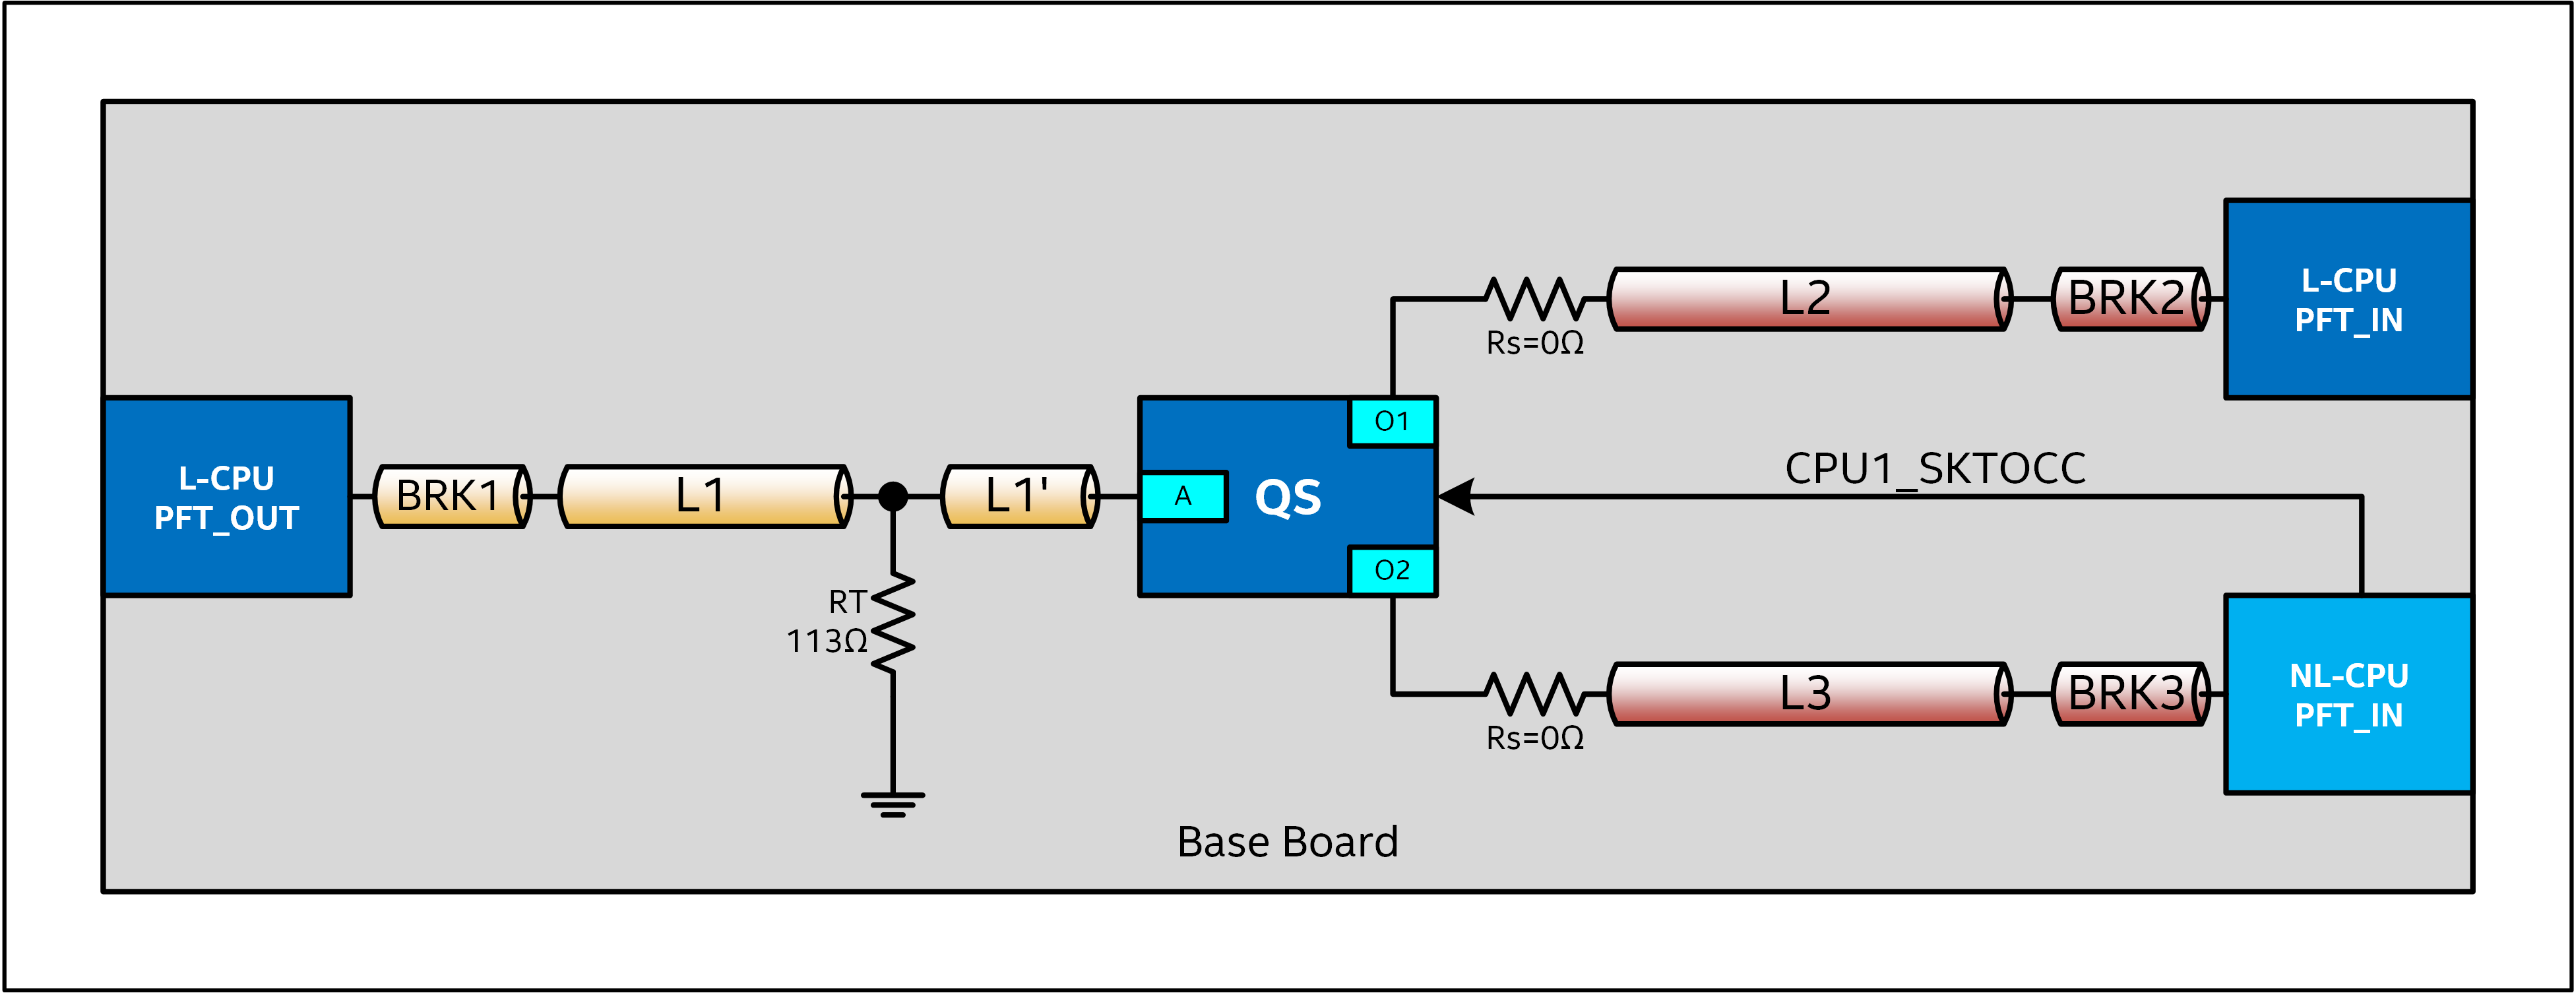 L-CPU
PFT_OUT
BRK1
L1
L1'
RT
113Ω
A
QS
O1
O2
Rs=0Ω
L2
BRK2
L-CPU
PFT_IN
CPU1_SKTOCC
Rs=0Ω
L3
BRK3
NL-CPU
PFT_IN
Base Board